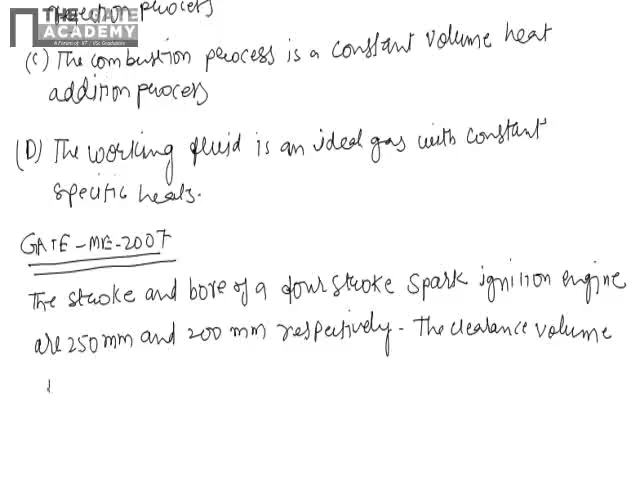 THE GATE
ACADEMY
process
(C) The combustion process is a constant volume heat
addition process
(D) The working fluid is an ideal gas with constant
specific heats.
GATE-ME-2007
The stroke and bore of a four stroke spark ignition engine
are 250mm and 200 mm respectively. The clearance volume